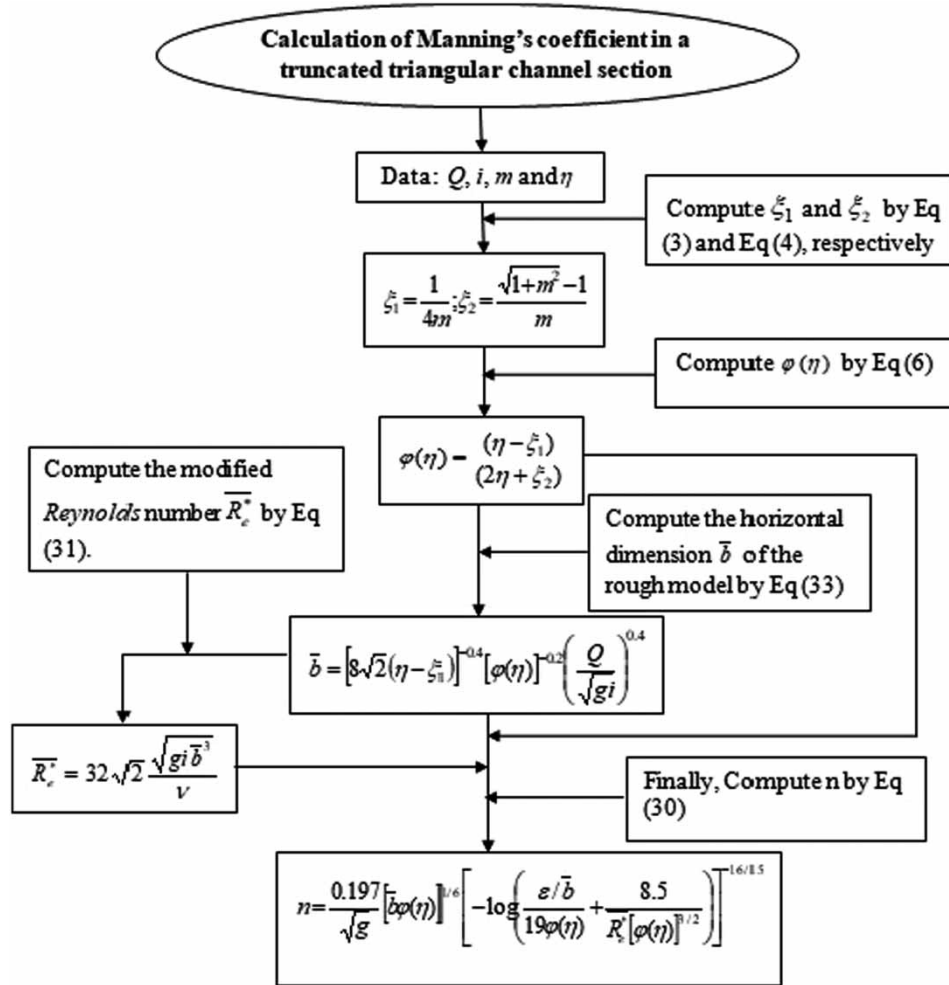 Calculation of Manning's coefficient in a
truncated triangular channel section
Data: Q, i, m and η
Compute ξ₁ and ξ₂ by Eq
(3) and Eq (4), respectively
ξ₁ = 1/(4m); ξ₂ = (√(1+m²) − 1)/m
Compute φ(η) by Eq (6)
φ(η) − (η − ξ₁)/(2η + ξ₂)
Compute the modified
Reynolds number R̅ₑ* by Eq
(31).
Compute the horizontal
dimension b̅ of the
rough model by Eq (33)
b̅ = [8√2(η − ξ₁)]^−0.4 [φ(η)]^−0.2 (Q/√(gi))^0.4
R̅ₑ* = 32√2 √(gi b̅³)/ν
Finally, Compute n by Eq
(30)
n = 0.197/√g [b̅φ(η)]^1/6 [−log((ε/b̅)/(19φ(η)) + 8.5/(R̅ₑ*[φ(η)]^3/2))]^−16/8.5